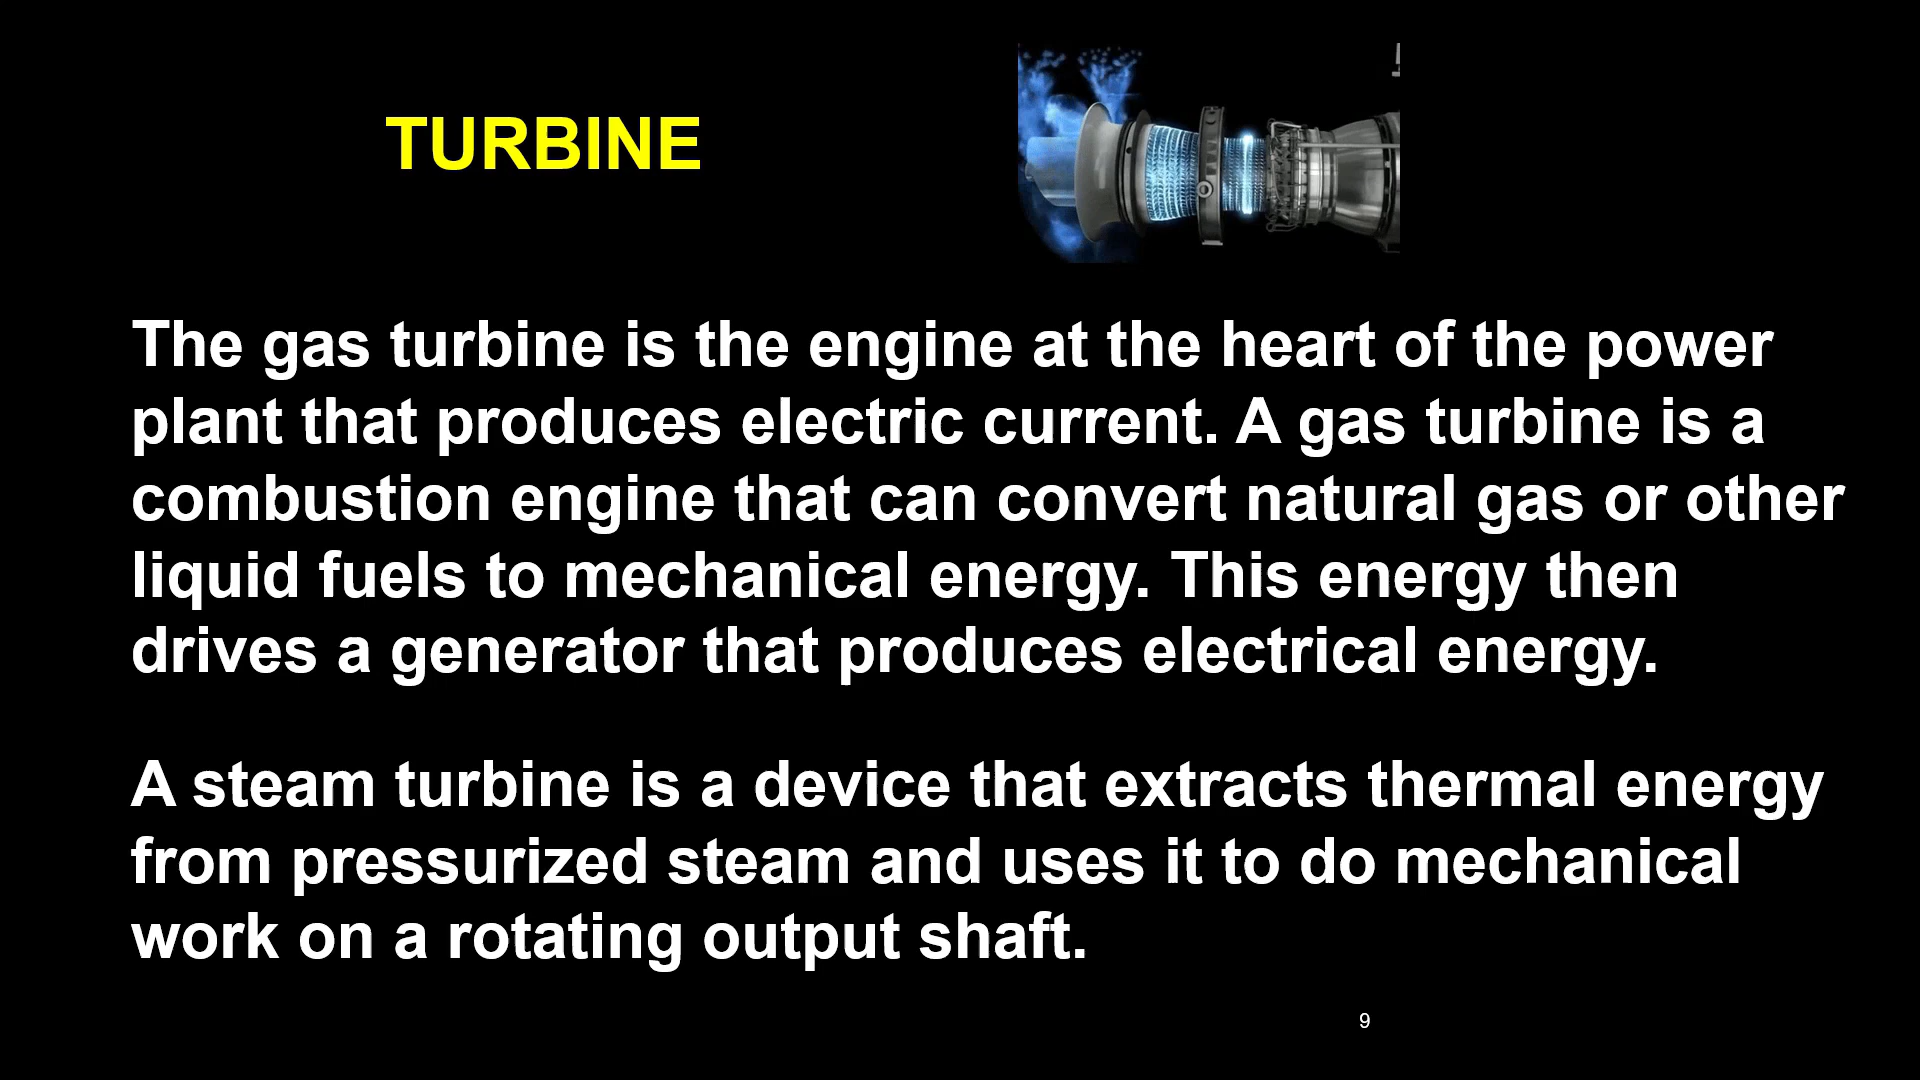 TURBINE
The gas turbine is the engine at the heart of the power
plant that produces electric current. A gas turbine is a
combustion engine that can convert natural gas or other
liquid fuels to mechanical energy. This energy then
drives a generator that produces electrical energy.
A steam turbine is a device that extracts thermal energy
from pressurized steam and uses it to do mechanical
work on a rotating output shaft.
9